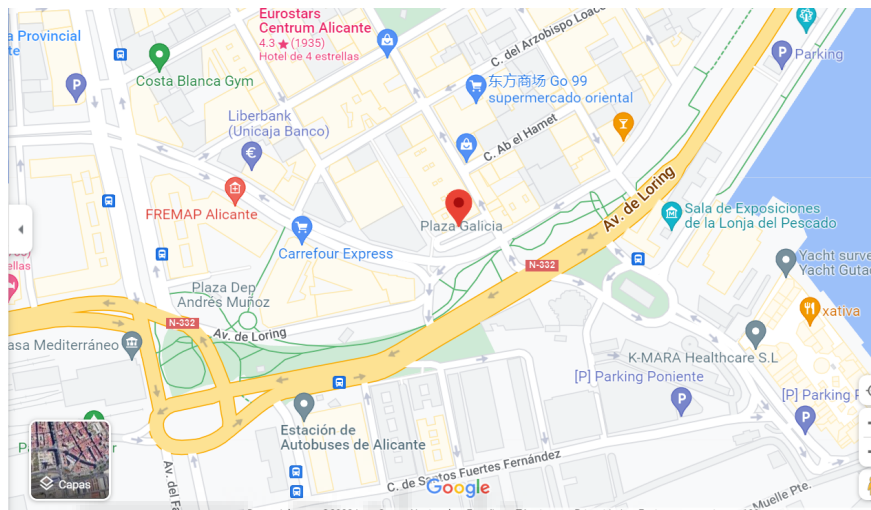 Eurostars
Centrum Alicante
4.3 ★ (1935)
Hotel de 4 estrellas
C. del Arzobispo Loaces
a Provincial
te
P
Parking
Costa Blanca Gym
P
东方商场 Go 99
supermercado oriental
Liberbank
(Unicaja Banco)
€
C. Ab el Hamet
FREMAP Alicante
Plaza Galicia
Av. de Loring
Sala de Exposiciones
de la Lonja del Pescado
Carrefour Express
ellas
N-332
Yacht surve
Yacht Gutac
Plaza Dep
Andrés Muñoz
N-332
xativa
Av. de Loring
asa Mediterráneo
K-MARA Healthcare S.L
[P] Parking Poniente
P
[P] Parking P
P
Estación de
Autobuses de Alicante
C. de Santos Fuertes Fernández
Capas
Google
Av. del Fa
Muelle Pte.